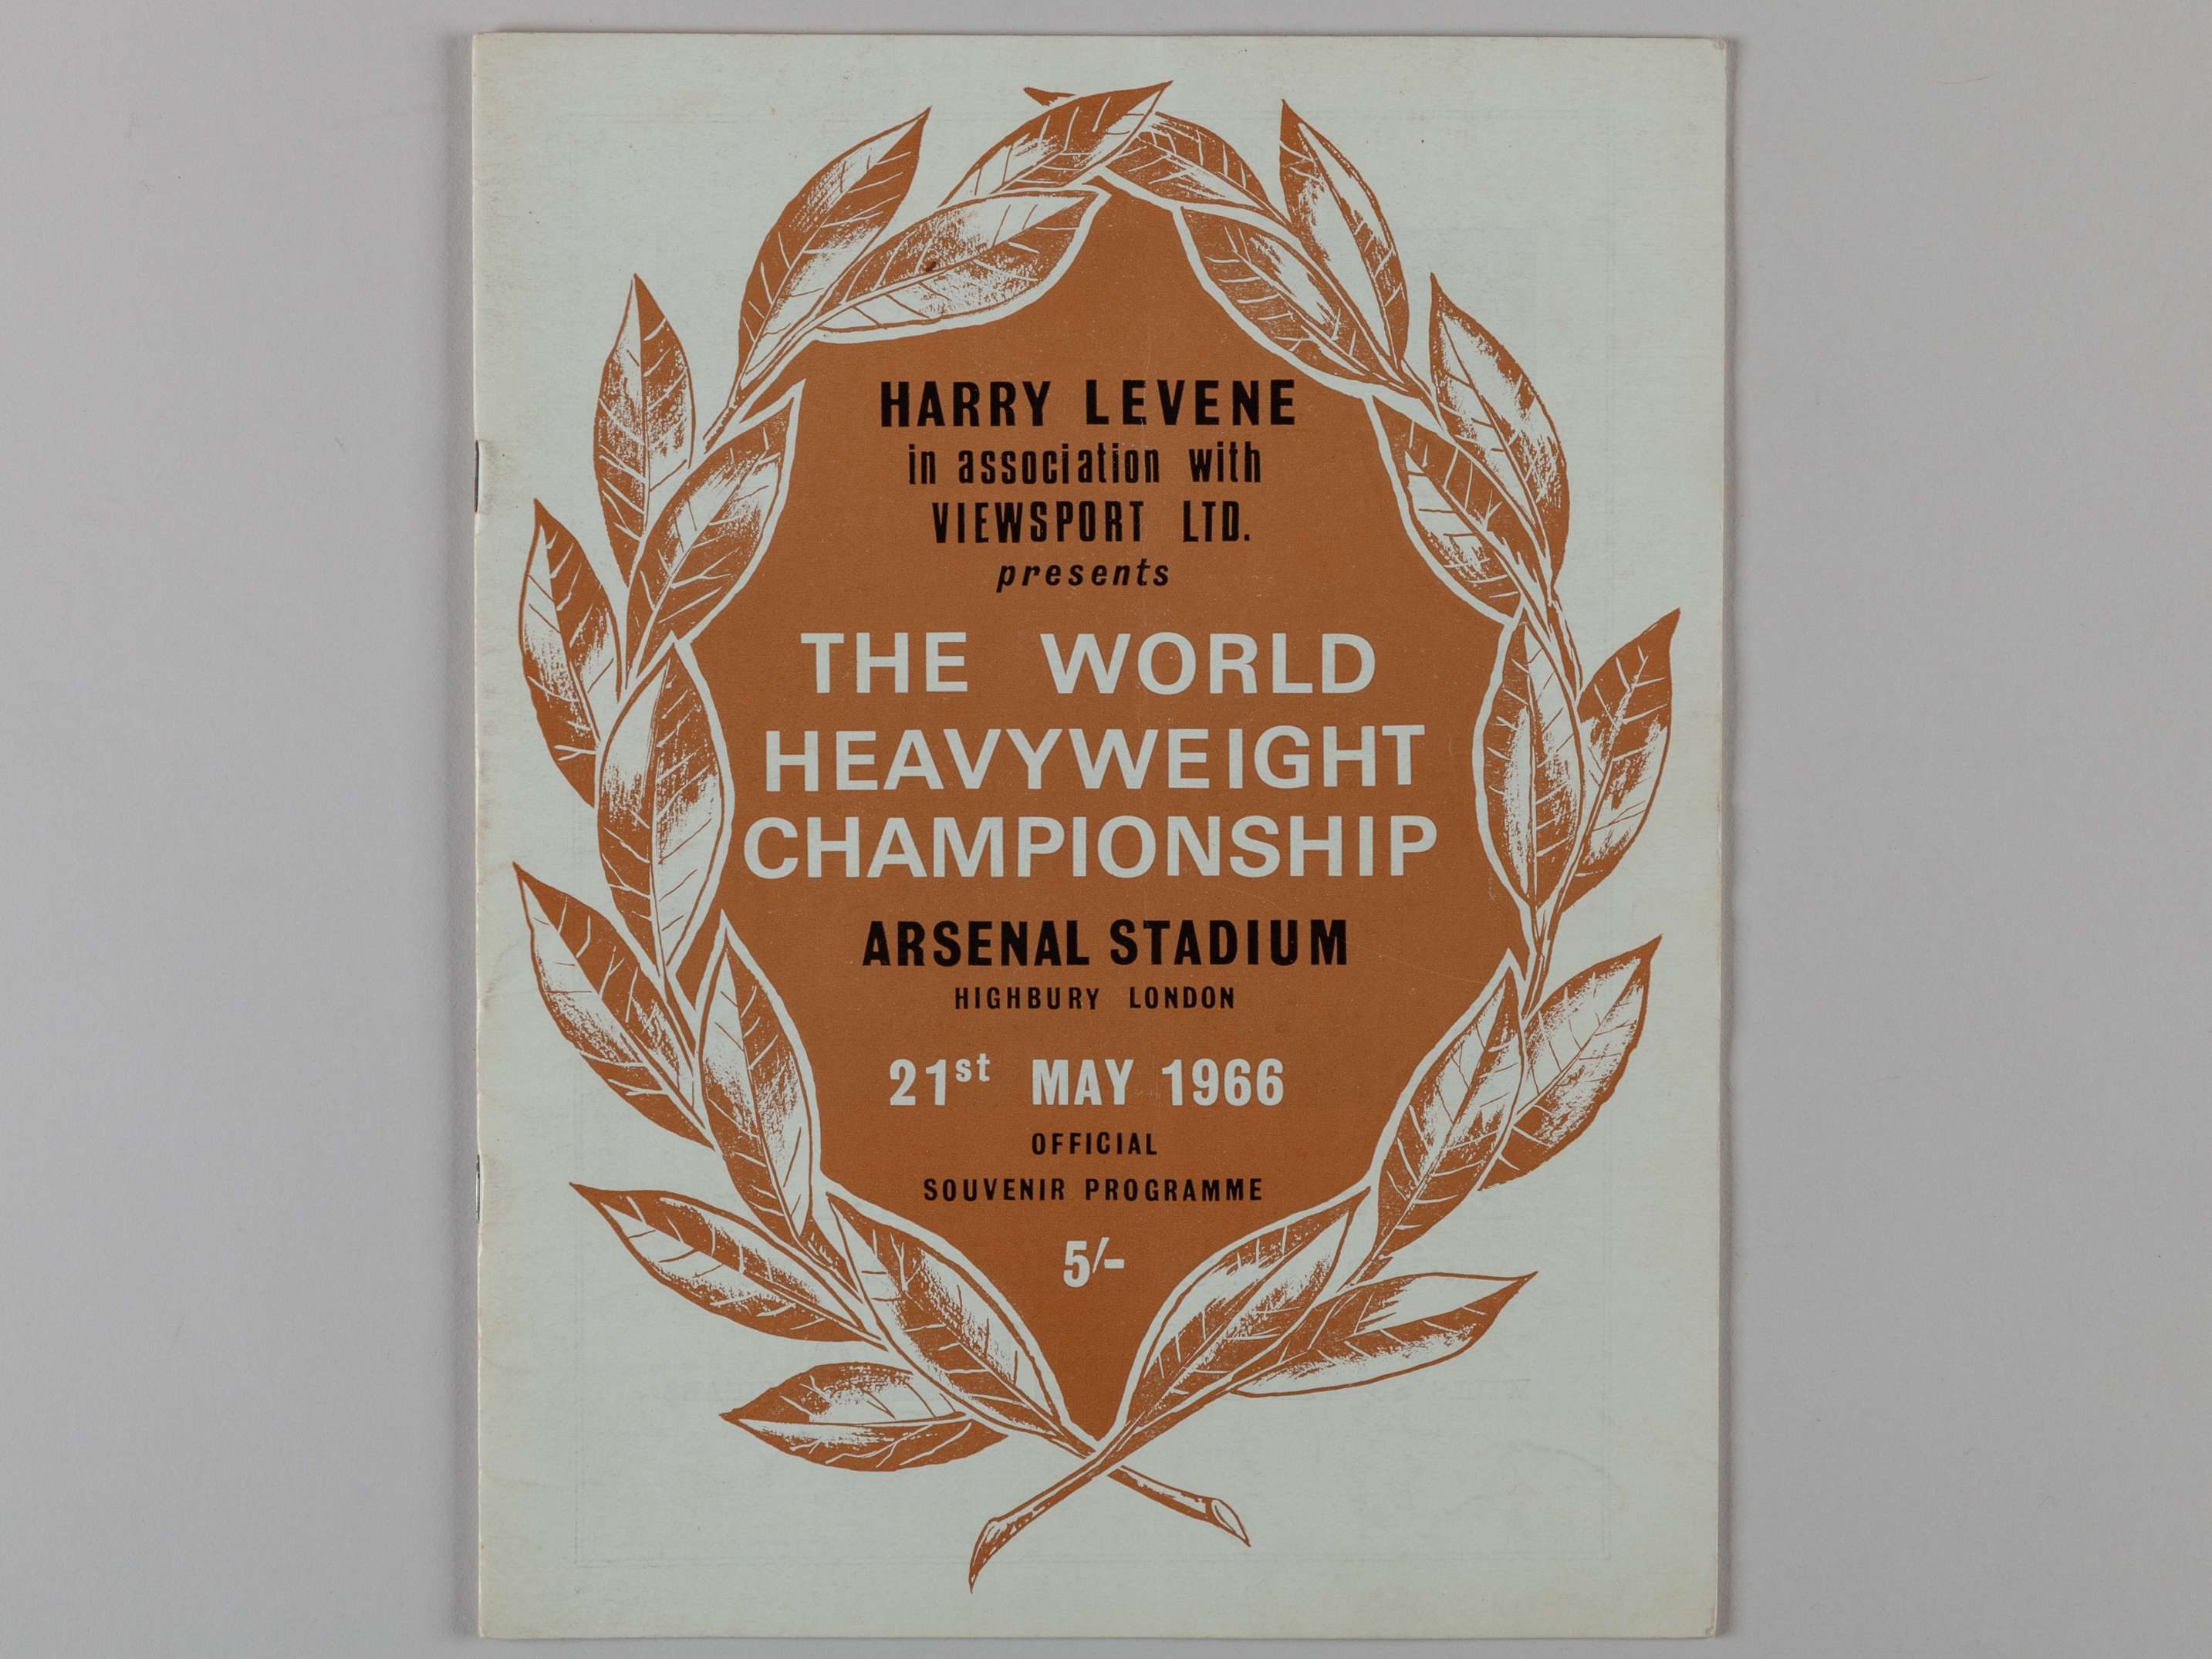 HARRY LEVENE
in association with
VIEWSPORT LTD.
presents
THE WORLD
HEAVYWEIGHT
CHAMPIONSHIP
ARSENAL STADIUM
HIGHBURY LONDON
21st MAY 1966
OFFICIAL
SOUVENIR PROGRAMME
5/-